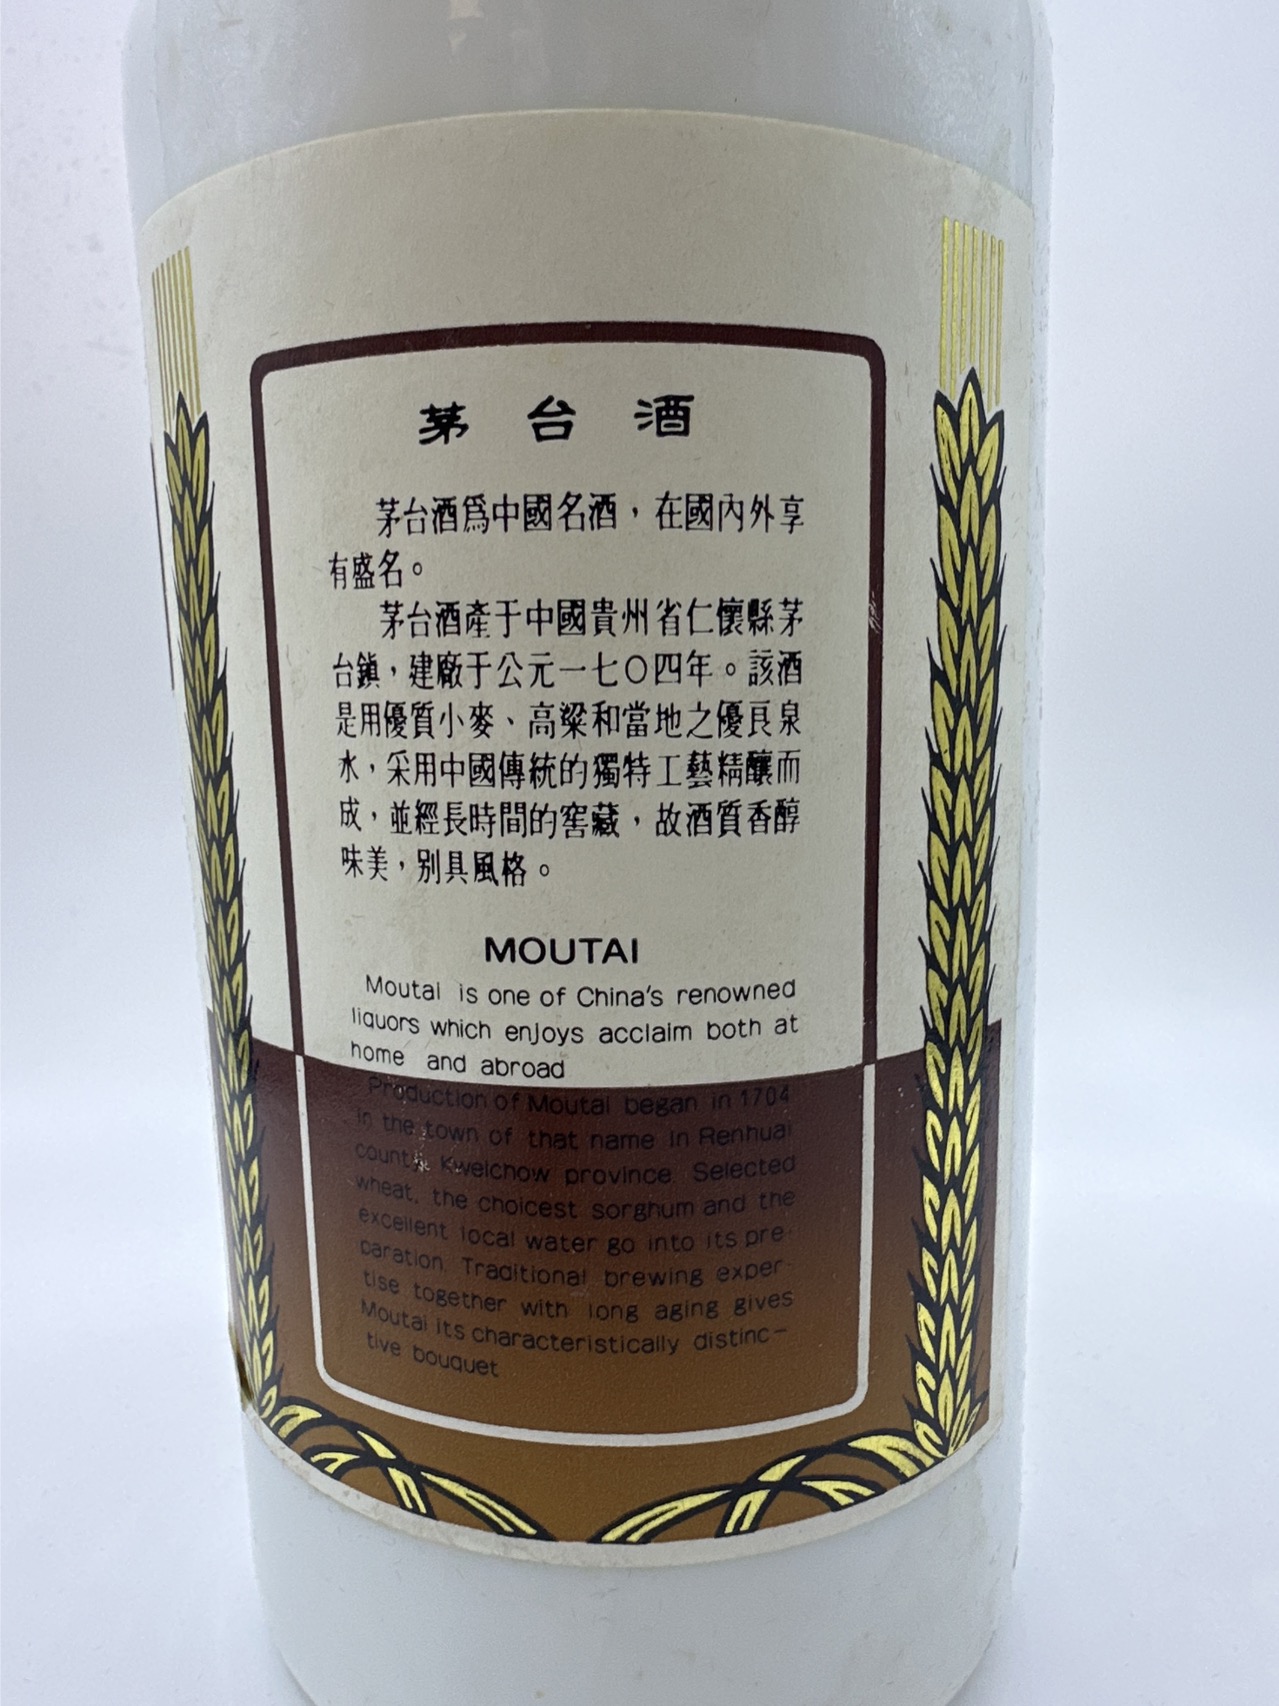 茅台酒
茅台酒爲中國名酒，在國內外享
有盛名。
茅台酒產于中國貴州省仁懷縣茅
台鎮，建廠于公元一七〇四年。該酒
是用優質小麥、高粱和當地之優良泉
水，采用中國傳統的獨特工藝精釀而
成，並經長時間的窖藏，故酒質香醇
味美，别具風格。
MOUTAI
Moutai is one of China's renowned
liquors which enjoys acclaim both at
home and abroad
Production of Moutai began in 1704
in the town of that name in Renhuai
county, Kweichow province. Selected
wheat, the choicest sorghum and the
excellent local water go into its pre-
paration. Traditional brewing exper-
tise together with long aging gives
Moutai its characteristically distinc-
tive bouquet